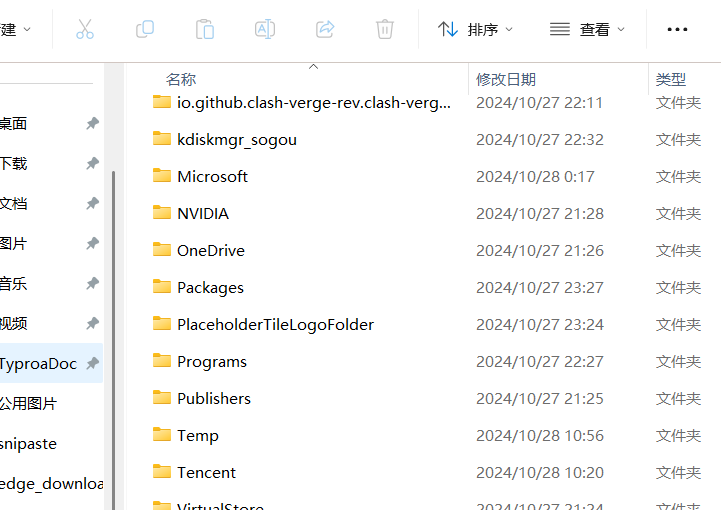 建 排序 查看
名称 修改日期 类型
io.github.clash-verge-rev.clash-verg... 2024/10/27 22:11 文件夹
桌面
kdiskmgr_sogou 2024/10/27 22:32 文件夹
下载
Microsoft 2024/10/28 0:17 文件夹
文档
NVIDIA 2024/10/27 21:28 文件夹
图片
OneDrive 2024/10/27 21:26 文件夹
音乐
Packages 2024/10/27 23:27 文件夹
视频
PlaceholderTileLogoFolder 2024/10/27 23:24 文件夹
TyproaDoc
Programs 2024/10/27 22:27 文件夹
公用图片
Publishers 2024/10/27 21:25 文件夹
snipaste
Temp 2024/10/28 10:56 文件夹
Tencent 2024/10/28 10:20 文件夹
edge_downloa
VirtualStore 2024/10/27 21:24 文件夹